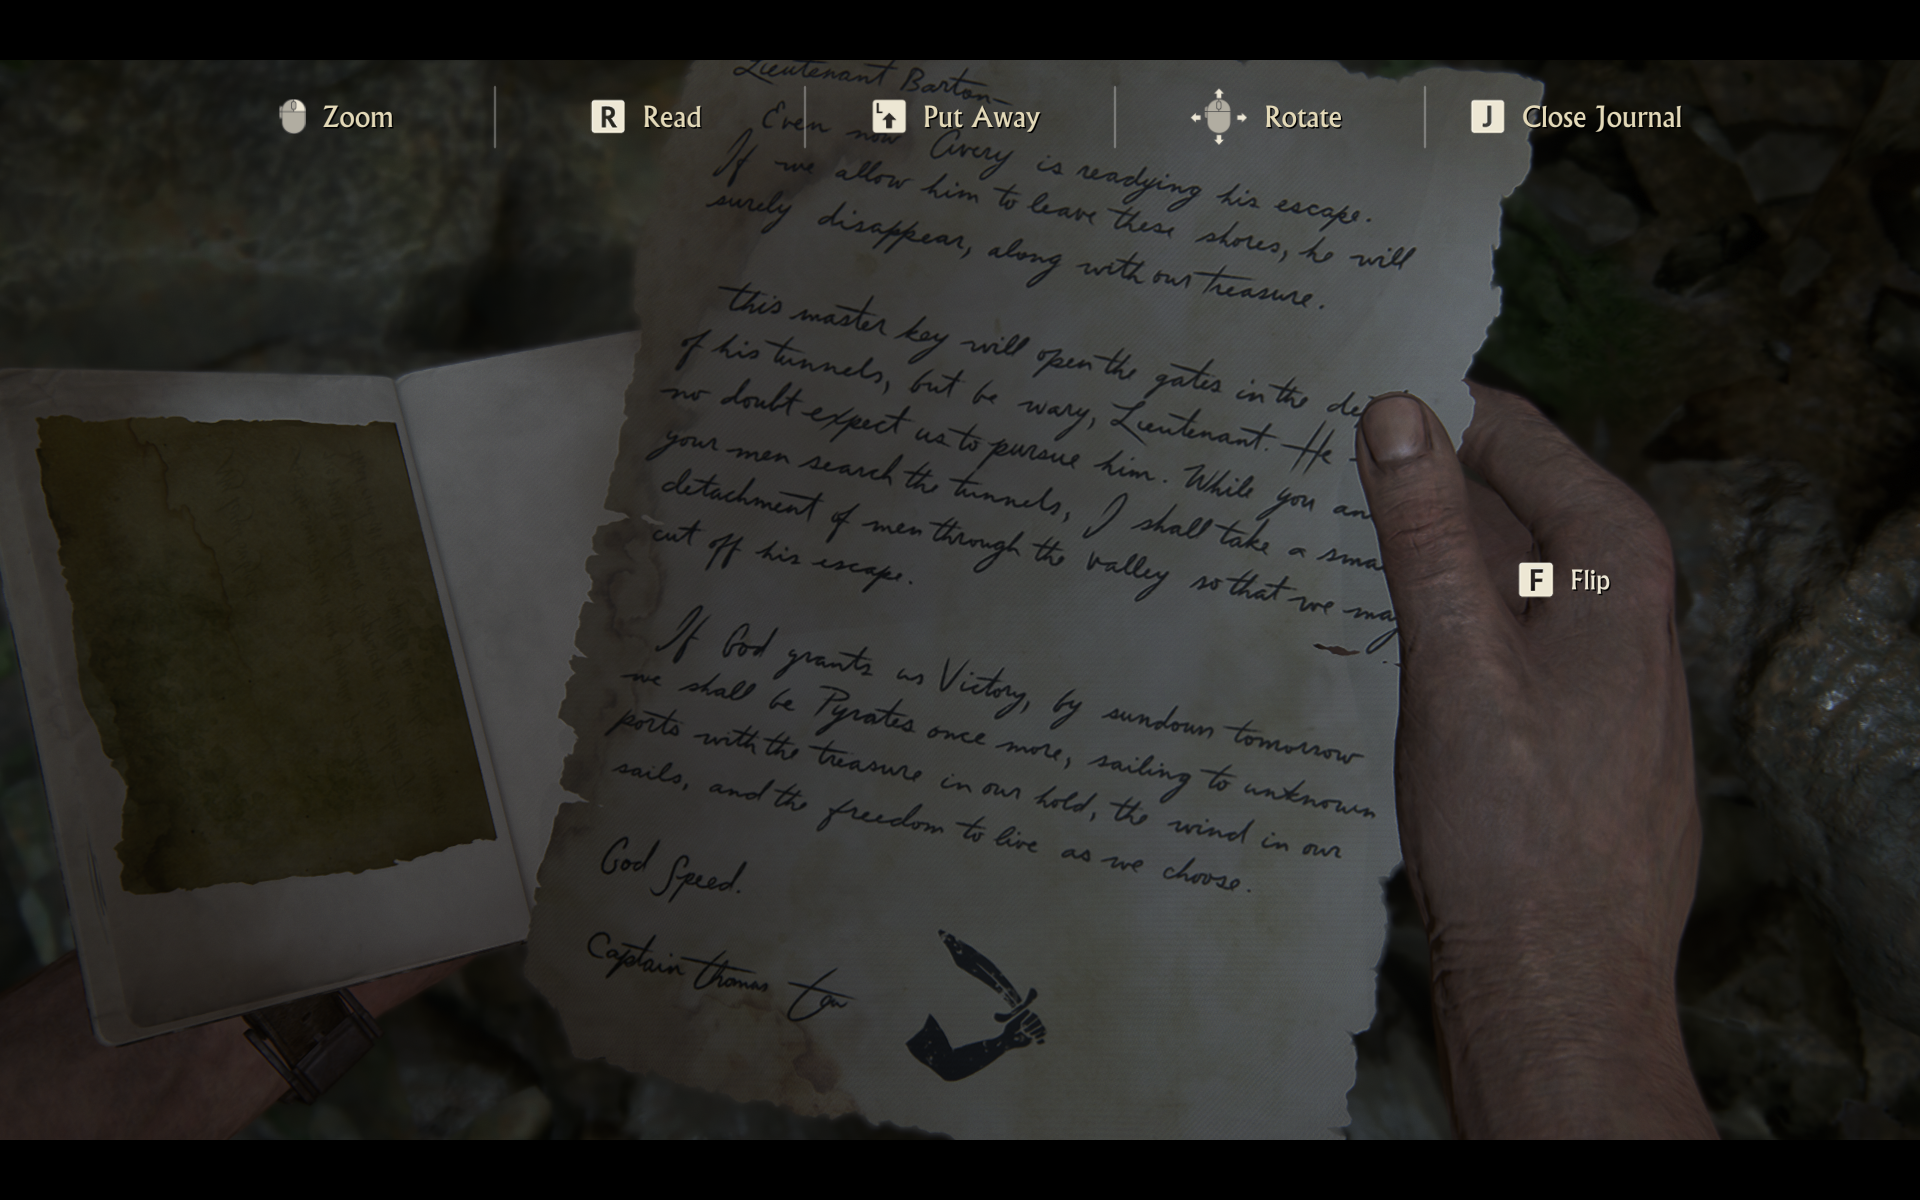 Zoom
R Read
L Put Away
Rotate
J Close Journal
Lieutenant Barton—
Even now Avery is readying his escape.
If we allow him to leave these shores, he will
surely disappear, along with our treasure.
This master key will open the gates in the de
of his tunnels, but be wary, Lieutenant. He
no doubt expect us to pursue him. While you an
your men search the tunnels, I shall take a sma
detachment of men through the valley so that we may
cut off his escape.
If God grants us Victory, by sundown tomorrow
we shall be Pyrates once more, sailing to unknown
ports with the treasure in our hold, the wind in our
sails, and the freedom to live as we choose.
God Speed.
Captain Thomas Tew
F Flip